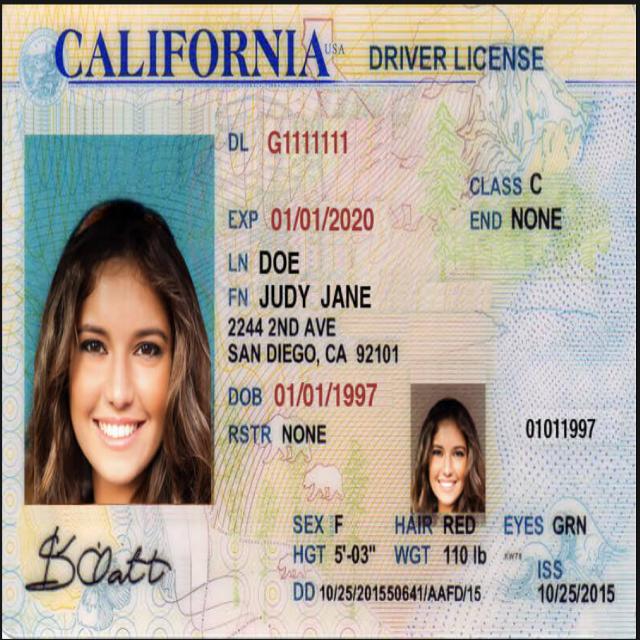 CALIFORNIA USA DRIVER LICENSE
DL G1111111
CLASS C
EXP 01/01/2020
END NONE
LN DOE
FN JUDY JANE
2244 2ND AVE
SAN DIEGO, CA 92101
DOB 01/01/1997
RSTR NONE
01011997
SEX F HAIR RED EYES GRN
HGT 5'-03" WGT 110 lb
ISS
DD 10/25/201550641/AAFD/15
10/25/2015